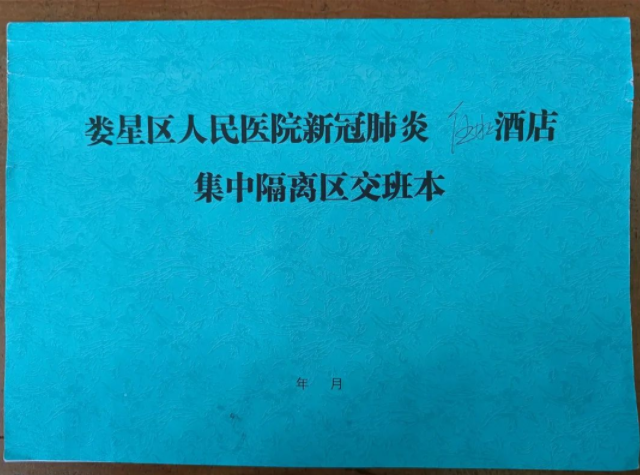 娄星区人民医院新冠肺炎 酒店
集中隔离区交班本
年 月